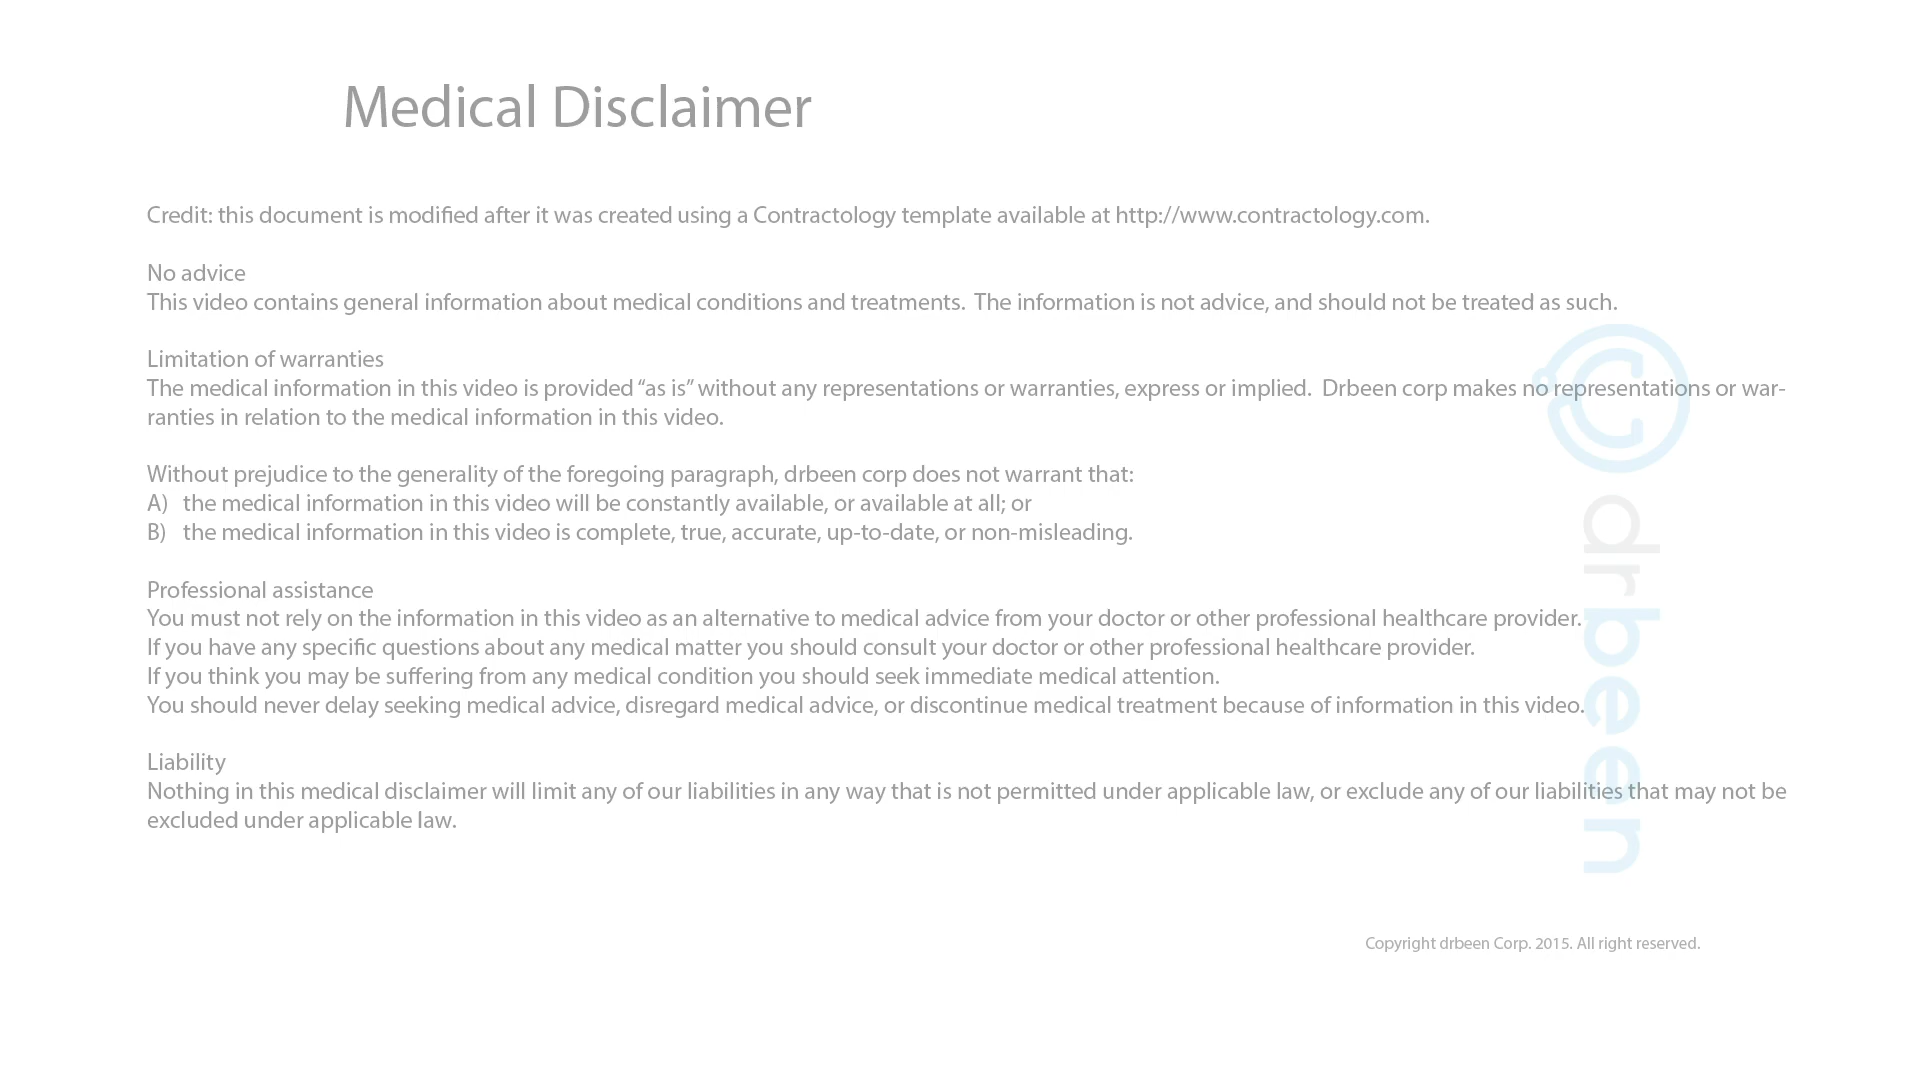 Medical Disclaimer
Credit: this document is modified after it was created using a Contractology template available at http://www.contractology.com.
No advice
This video contains general information about medical conditions and treatments.  The information is not advice, and should not be treated as such.
Limitation of warranties
The medical information in this video is provided “as is” without any representations or warranties, express or implied.  Drbeen corp makes no representations or war-
ranties in relation to the medical information in this video.
Without prejudice to the generality of the foregoing paragraph, drbeen corp does not warrant that:
A)   the medical information in this video will be constantly available, or available at all; or
B)   the medical information in this video is complete, true, accurate, up-to-date, or non-misleading.
Professional assistance
You must not rely on the information in this video as an alternative to medical advice from your doctor or other professional healthcare provider.
If you have any specific questions about any medical matter you should consult your doctor or other professional healthcare provider.
If you think you may be suffering from any medical condition you should seek immediate medical attention.
You should never delay seeking medical advice, disregard medical advice, or discontinue medical treatment because of information in this video.
Liability
Nothing in this medical disclaimer will limit any of our liabilities in any way that is not permitted under applicable law, or exclude any of our liabilities that may not be
excluded under applicable law.
drbeen
Copyright drbeen Corp. 2015. All right reserved.